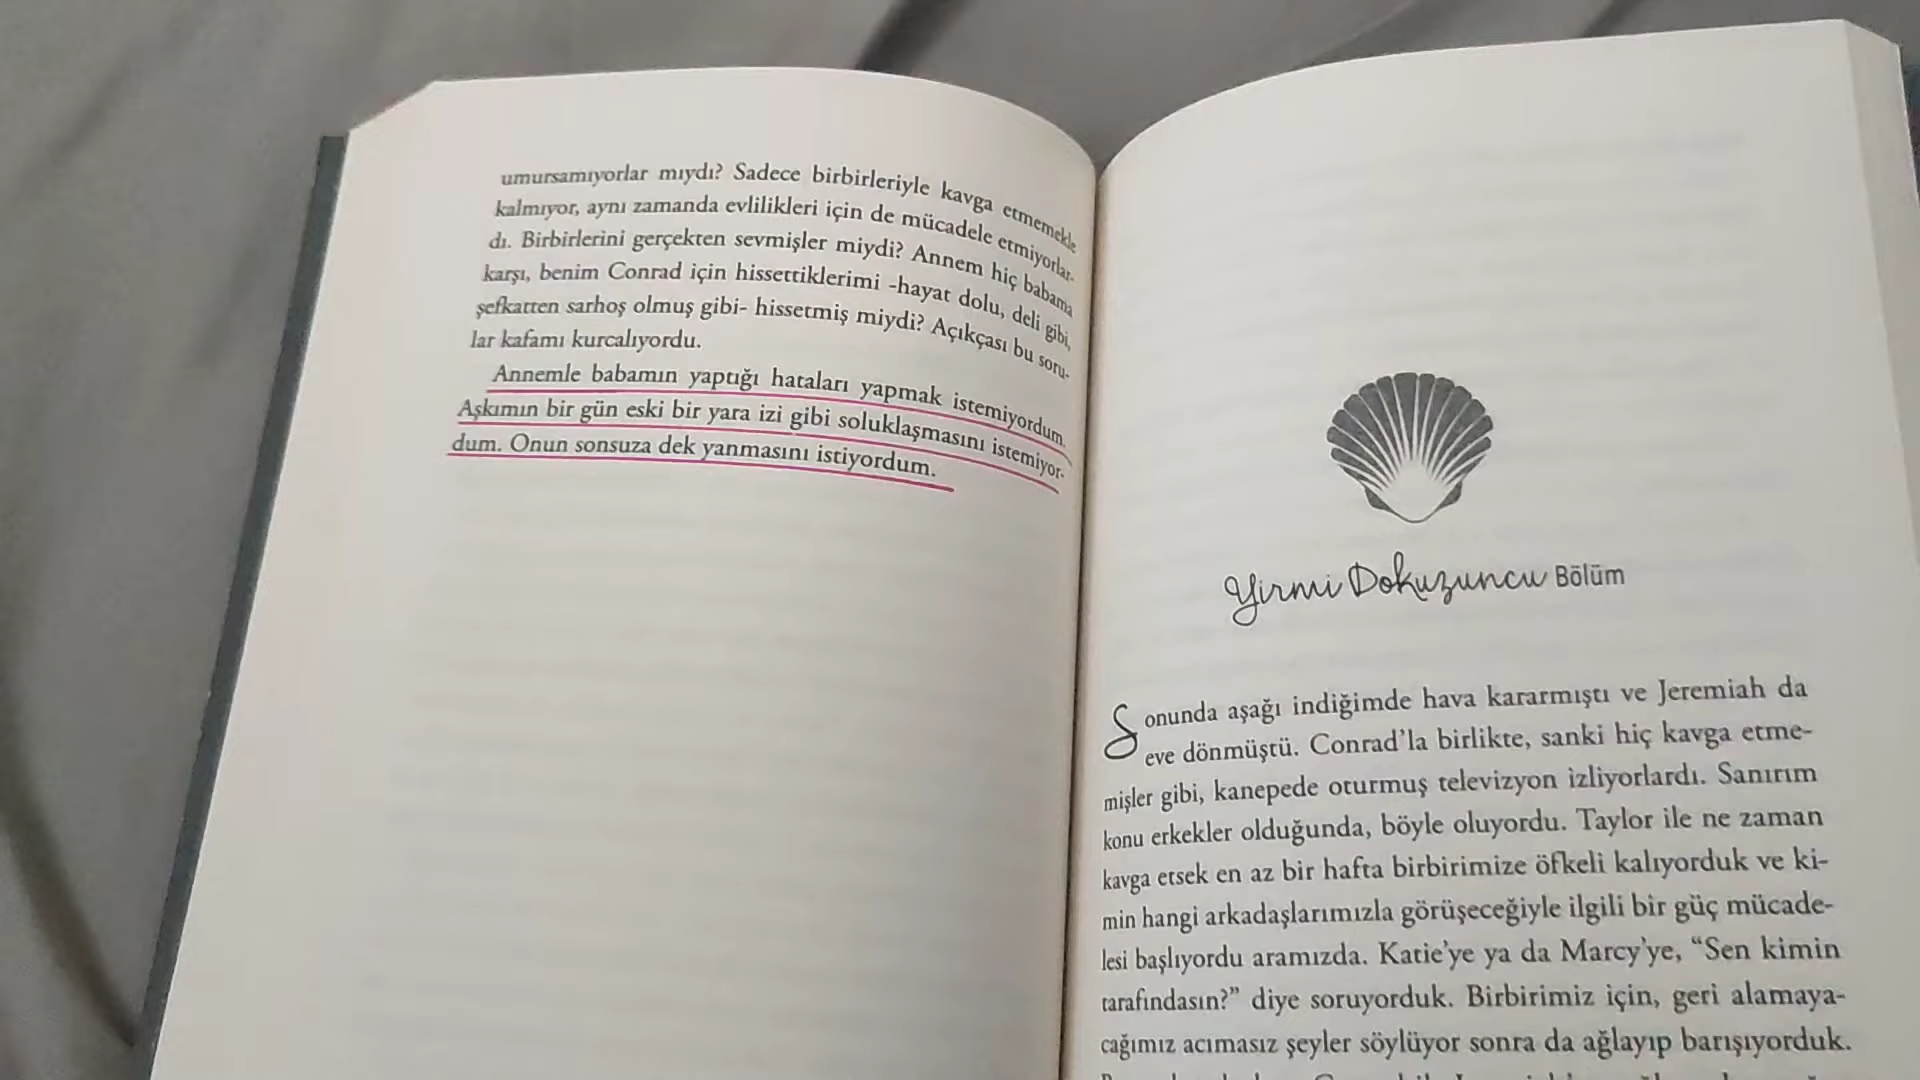 umursamıyorlar mıydı? Sadece birbirleriyle kavga etmemekle
kalmıyor, aynı zamanda evlilikleri için de mücadele etmiyorlar-
dı. Birbirlerini gerçekten sevmişler miydi? Annem hiç babama
karşı, benim Conrad için hissettiklerimi -hayat dolu, deli gibi,
şefkatten sarhoş olmuş gibi- hissetmiş miydi? Açıkçası bu soru-
lar kafamı kurcalıyordu.
Annemle babamın yaptığı hataları yapmak istemiyordum.
Aşkımın bir gün eski bir yara izi gibi soluklaşmasını istemiyor-
dum. Onun sonsuza dek yanmasını istiyordum.
Yirmi Dokuzuncu Bölüm
Sonunda aşağı indiğimde hava kararmıştı ve Jeremiah da
eve dönmüştü. Conrad'la birlikte, sanki hiç kavga etme-
mişler gibi, kanepede oturmuş televizyon izliyorlardı. Sanırım
konu erkekler olduğunda, böyle oluyordu. Taylor ile ne zaman
kavga etsek en az bir hafta birbirimize öfkeli kalıyorduk ve ki-
min hangi arkadaşlarımızla görüşeceğiyle ilgili bir güç mücade-
lesi başlıyordu aramızda. Katie'ye ya da Marcy'ye, "Sen kimin
tarafındasın?" diye soruyorduk. Birbirimiz için, geri alamaya-
cağımız acımasız şeyler söylüyor sonra da ağlayıp barışıyorduk.